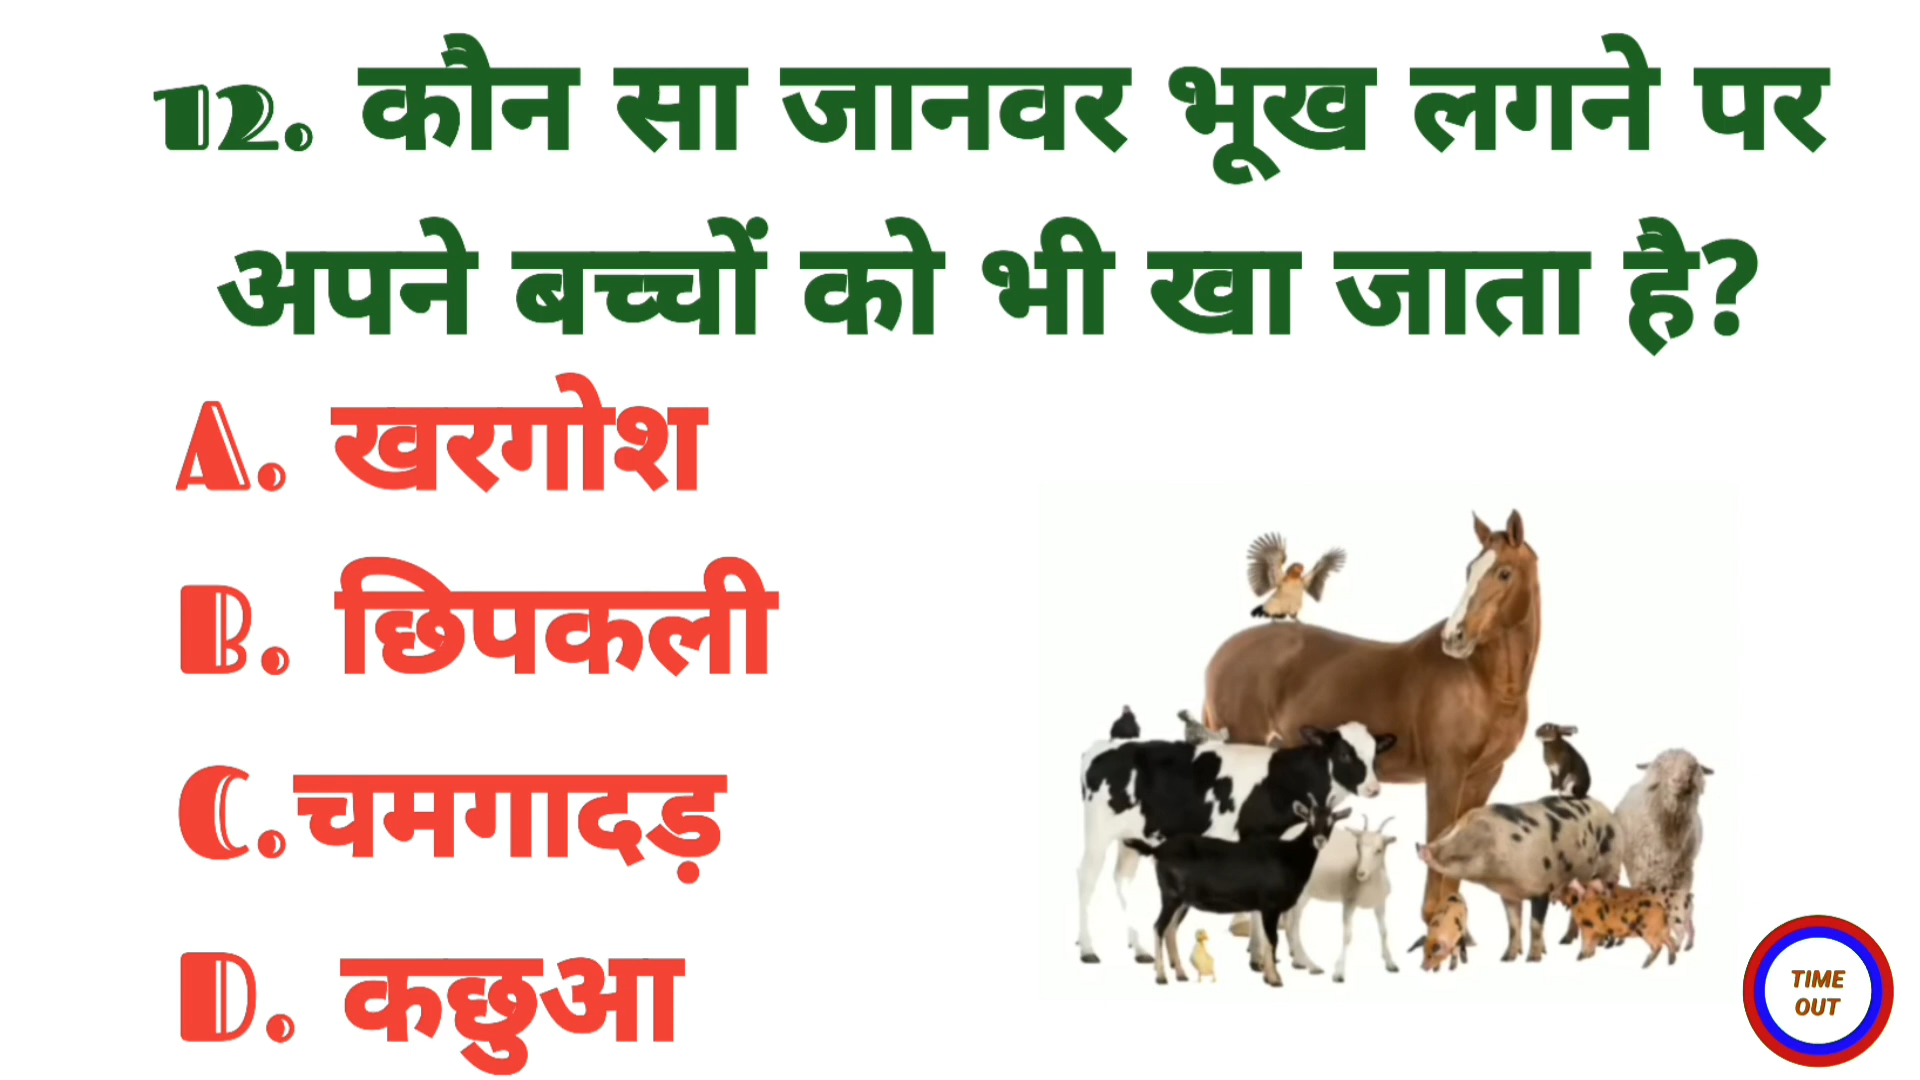 12. कौन सा जानवर भूख लगने पर
अपने बच्चों को भी खा जाता है?
A. खरगोश
B. छिपकली
C.चमगादड़
D. कछुआ
TIME
OUT